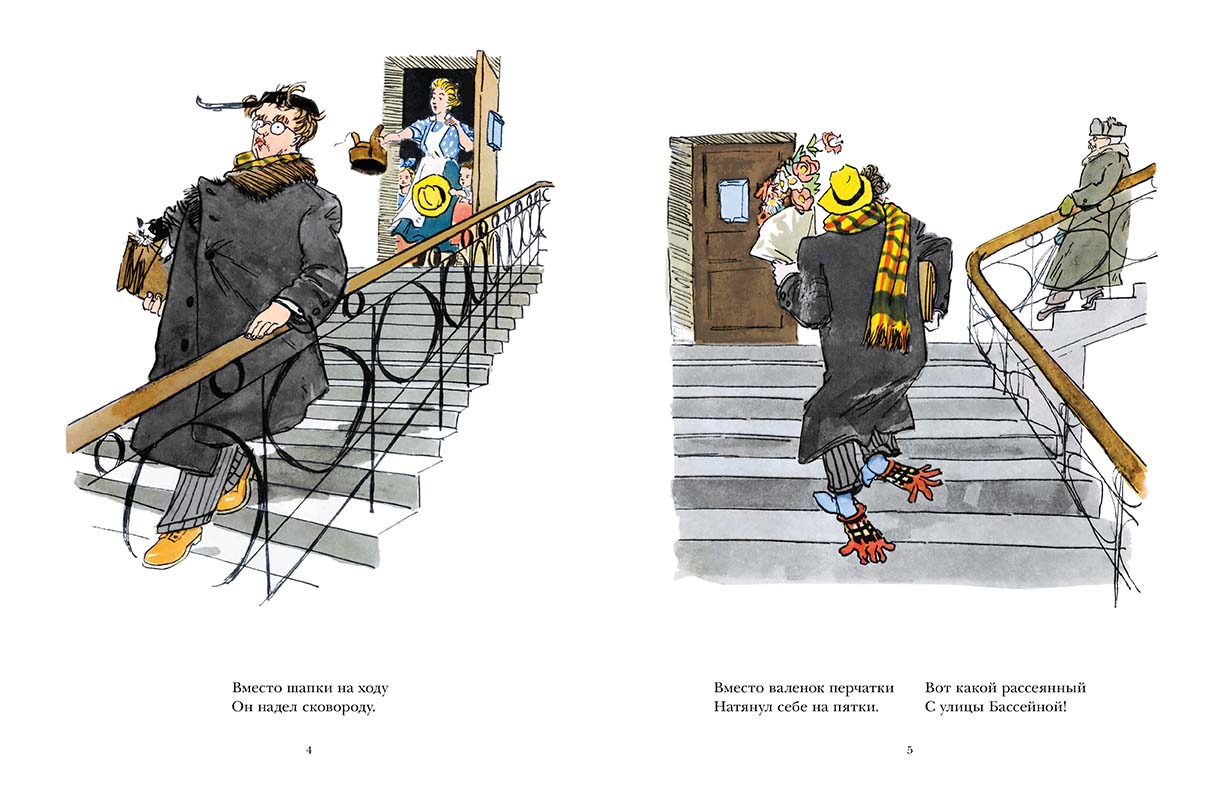 Вместо шапки на ходу
Он надел сковороду.
4
Вместо валенок перчатки
Натянул себе на пятки.
Вот какой рассеянный
С улицы Бассейной!
5